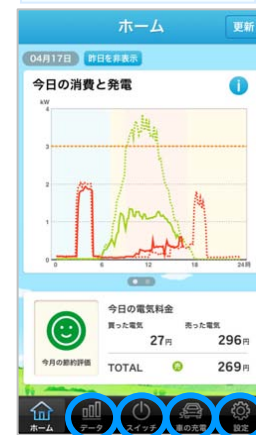 ホーム
更新
04月17日 昨日を非表示
今日の消費と発電
i
kW
4
3
2
1
0
0 6 12 18 24時
今日の電気料金
買った電気 売った電気
27円 296円
今月の節約評価
TOTAL 269円
ホーム データ スイッチ 車の充電 設定